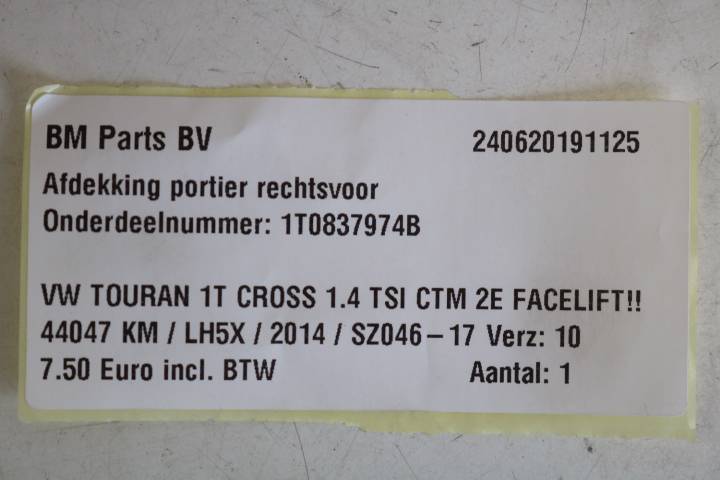 BM Parts BV 240620191125
Afdekking portier rechtsvoor
Onderdeelnummer: 1T0837974B
VW TOURAN 1T CROSS 1.4 TSI CTM 2E FACELIFT!!
44047 KM / LH5X / 2014 / SZ046-17 Verz: 10
7.50 Euro incl. BTW Aantal: 1